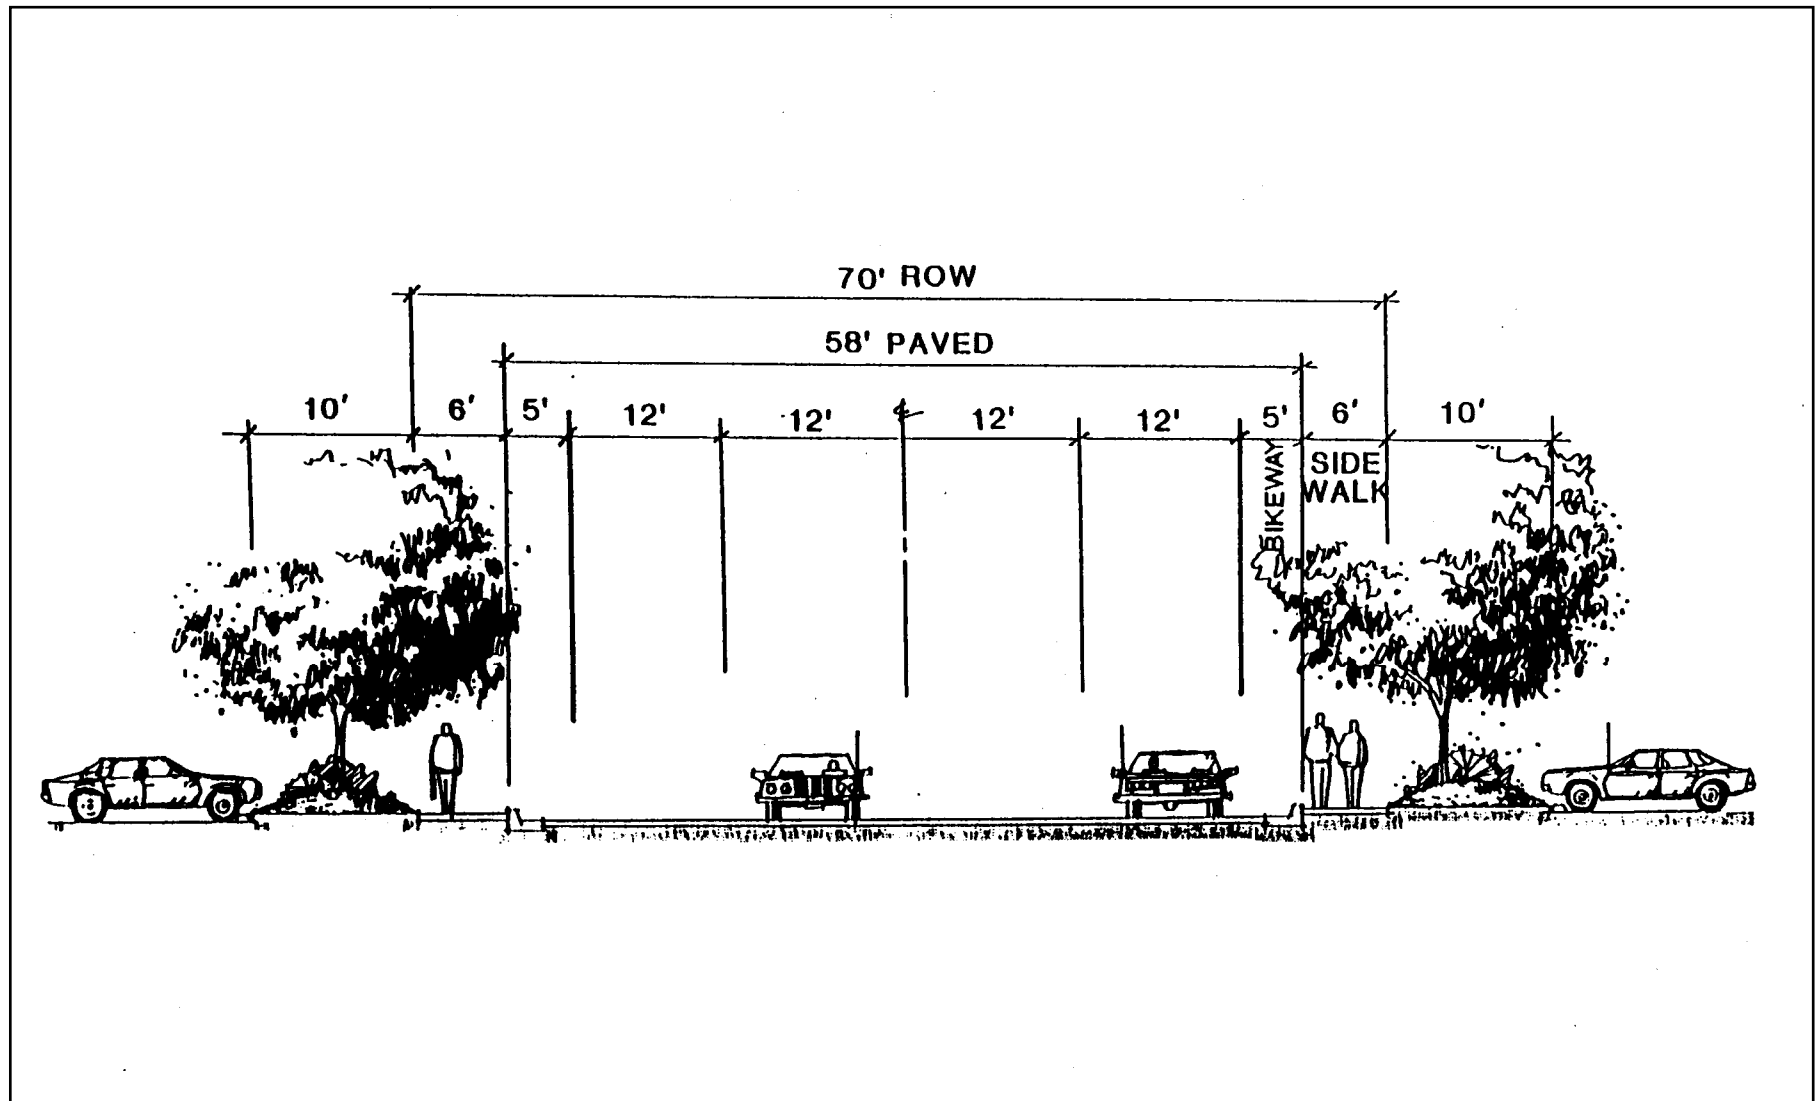 70' ROW
58' PAVED
10' 6' 5' 12' 12' ℄ 12' 12' 5' 6' 10'
BIKEWAY
SIDE
WALK